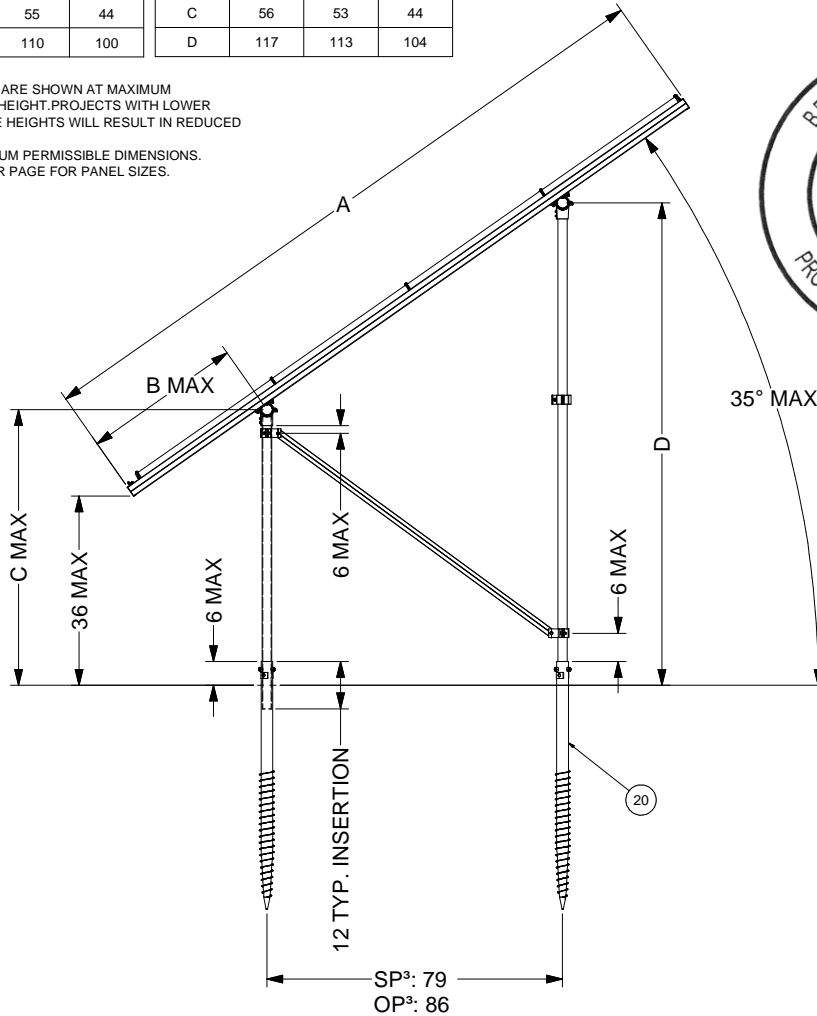 55 44
110 100
C 56 53 44
D 117 113 104
ARE SHOWN AT MAXIMUM
HEIGHT.PROJECTS WITH LOWER
HEIGHTS WILL RESULT IN REDUCED
PERMISSIBLE DIMENSIONS.
PAGE FOR PANEL SIZES.
A
B MAX
35° MAX
C MAX
36 MAX
6 MAX
6 MAX
D
6 MAX
12 TYP. INSERTION
20
SP³: 79
OP³: 86